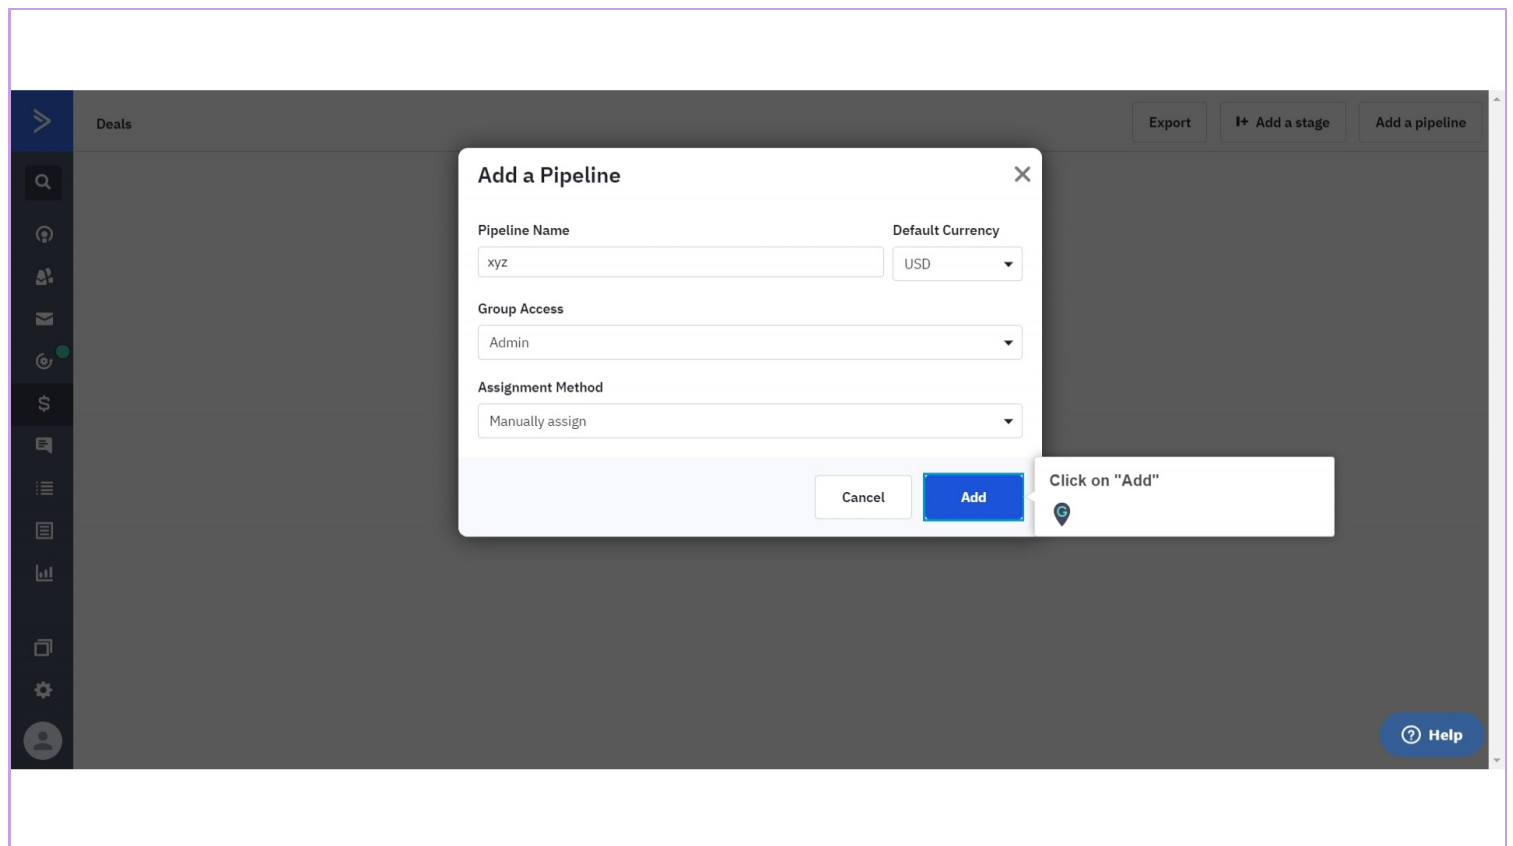 Deals
Export
Add a stage
Add a pipeline
Add a Pipeline
Pipeline Name
Default Currency
xyz
USD
Group Access
Admin
Assignment Method
Manually assign
Cancel
Add
Click on "Add"
G
Help